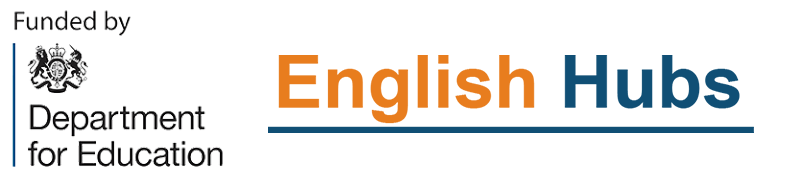 Funded by
Department
for Education
English Hubs